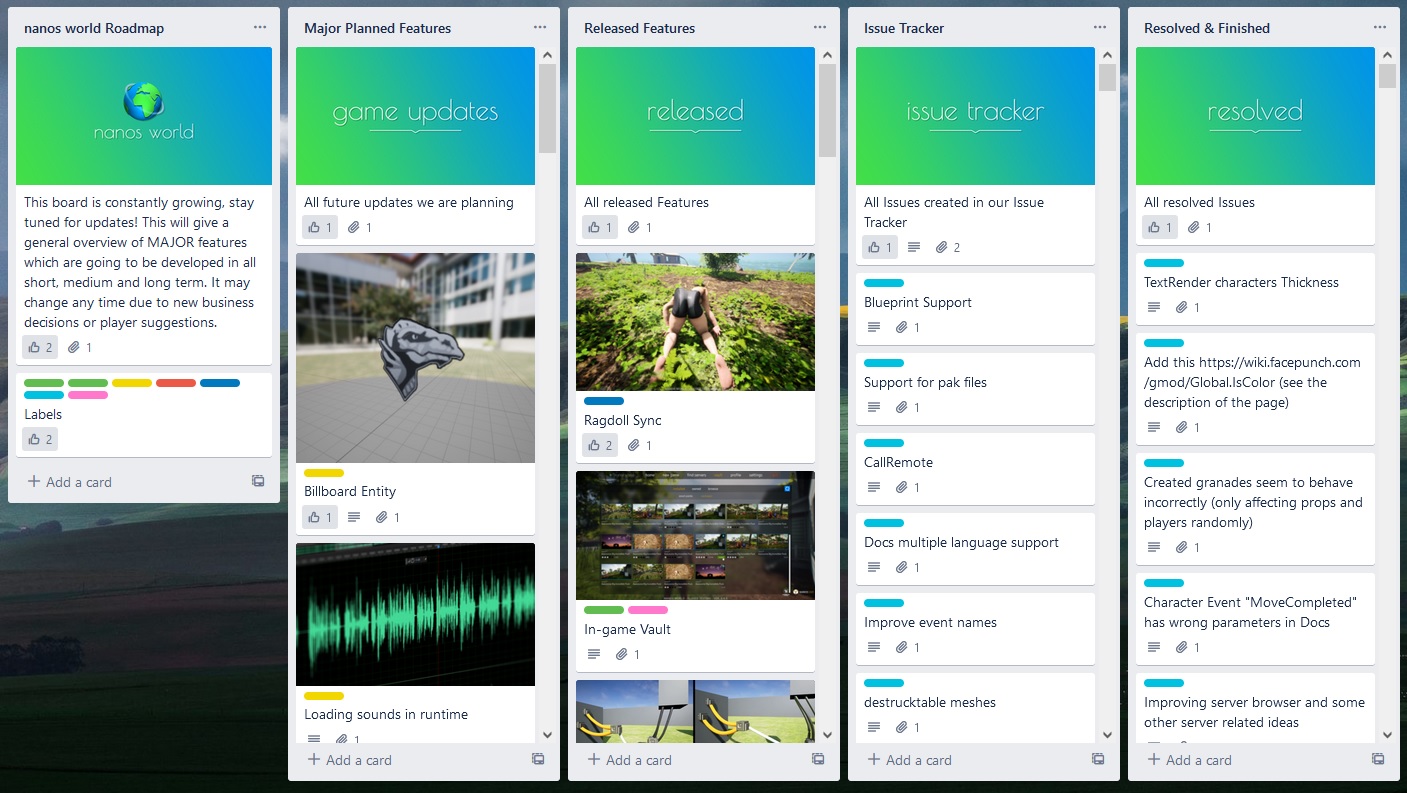 nanos world Roadmap
nanos world
This board is constantly growing, stay
tuned for updates! This will give a
general overview of MAJOR features
which are going to be developed in all
short, medium and long term. It may
change any time due to new business
decisions or player suggestions.
2
1
Labels
2
Add a card
Major Planned Features
game updates
All future updates we are planning
1
1
Billboard Entity
1
1
Loading sounds in runtime
1
Add a card
Released Features
released
All released Features
1
1
Ragdoll Sync
2
1
In-game Vault
1
Add a card
Issue Tracker
issue tracker
All Issues created in our Issue
Tracker
1
2
Blueprint Support
1
Support for pak files
1
CallRemote
1
Docs multiple language support
1
Improve event names
1
destrucktable meshes
1
Add a card
Resolved & Finished
resolved
All resolved Issues
1
1
TextRender characters Thickness
1
Add this https://wiki.facepunch.com
/gmod/Global.IsColor (see the
description of the page)
1
Created granades seem to behave
incorrectly (only affecting props and
players randomly)
1
Character Event "MoveCompleted"
has wrong parameters in Docs
1
Improving server browser and some
other server related ideas
Add a card